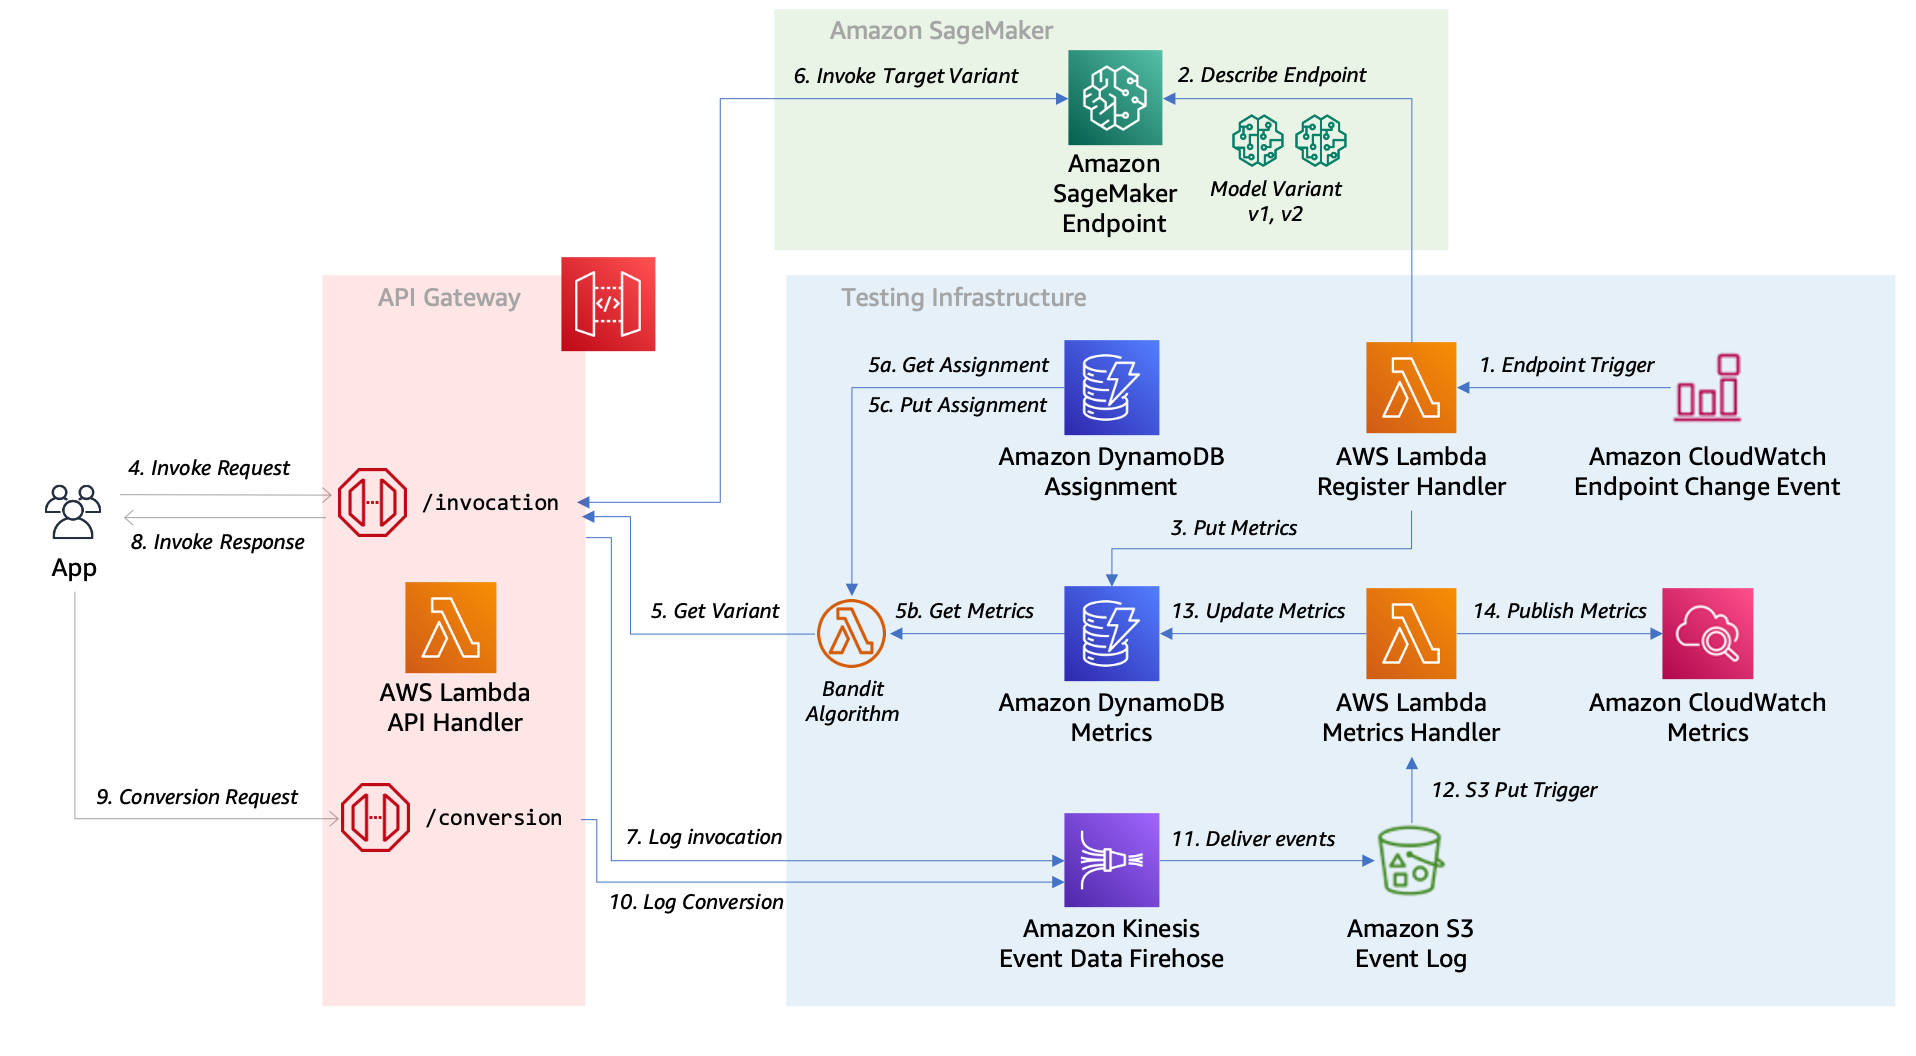 Amazon SageMaker
6. Invoke Target Variant
2. Describe Endpoint
Amazon
SageMaker
Endpoint
Model Variant
v1, v2
API Gateway
</>
Testing Infrastructure
5a. Get Assignment
5c. Put Assignment
1. Endpoint Trigger
Amazon DynamoDB
Assignment
AWS Lambda
Register Handler
Amazon CloudWatch
Endpoint Change Event
4. Invoke Request
/invocation
8. Invoke Response
App
3. Put Metrics
5. Get Variant
5b. Get Metrics
13. Update Metrics
14. Publish Metrics
AWS Lambda
API Handler
Bandit
Algorithm
Amazon DynamoDB
Metrics
AWS Lambda
Metrics Handler
Amazon CloudWatch
Metrics
9. Conversion Request
/conversion
12. S3 Put Trigger
7. Log invocation
11. Deliver events
10. Log Conversion
Amazon Kinesis
Event Data Firehose
Amazon S3
Event Log